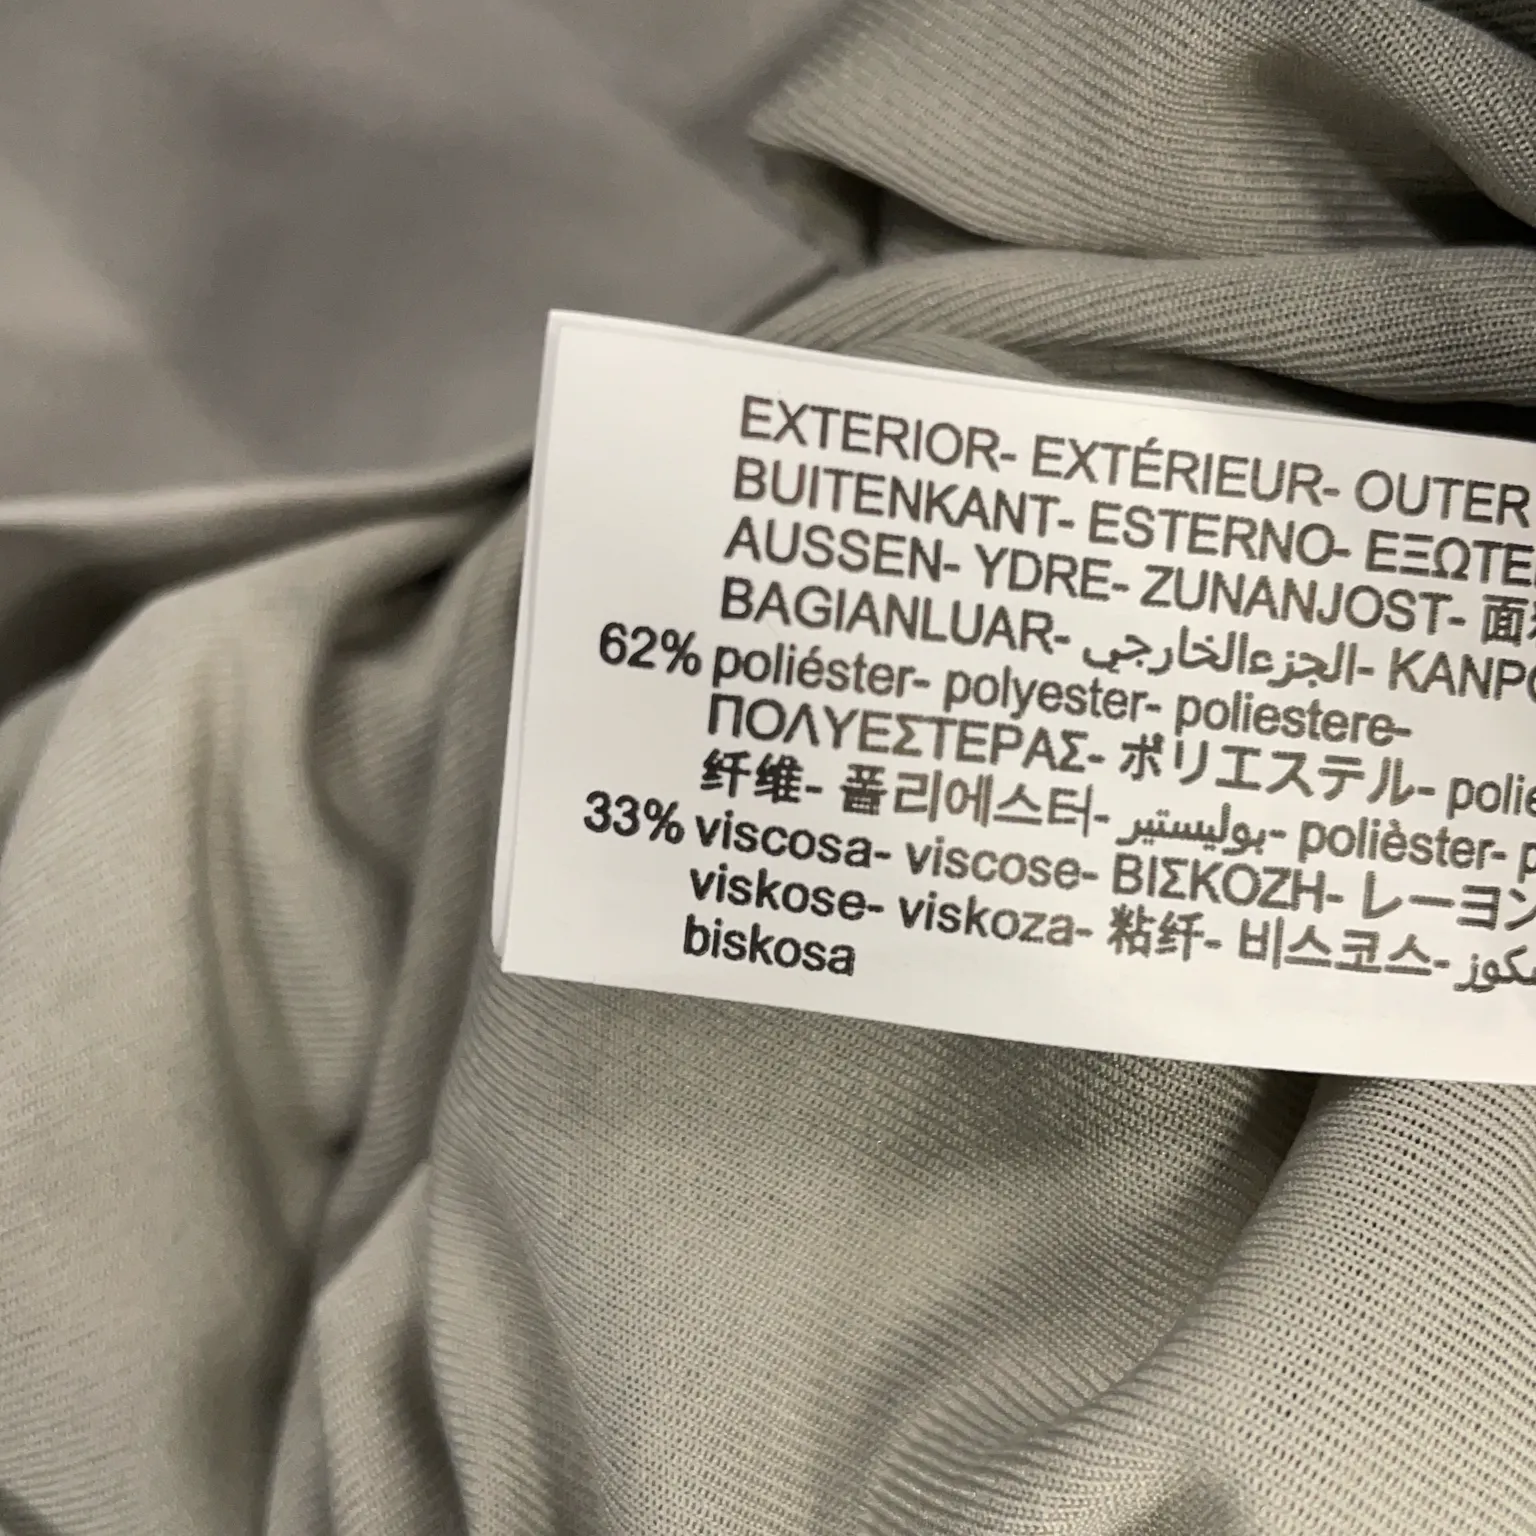 EXTERIOR- EXTÉRIEUR- OUTER
BUITENKANT- ESTERNO- ΕΞΩΤΕ
AUSSEN- YDRE- ZUNANJOST- 面
BAGIANLUAR- الجزءالخارجي- KANPO
62% poliéster- polyester- poliestere-
ΠΟΛΥΕΣΤΕΡΑΣ- ポリエステル- polie
纤维- 폴리에스터- بوليستير- polièster- p
33% viscosa- viscose- ΒΙΣΚΟΖΗ- レーヨン
viskose- viskoza- 粘纤- 비스코스- سكوز
biskosa